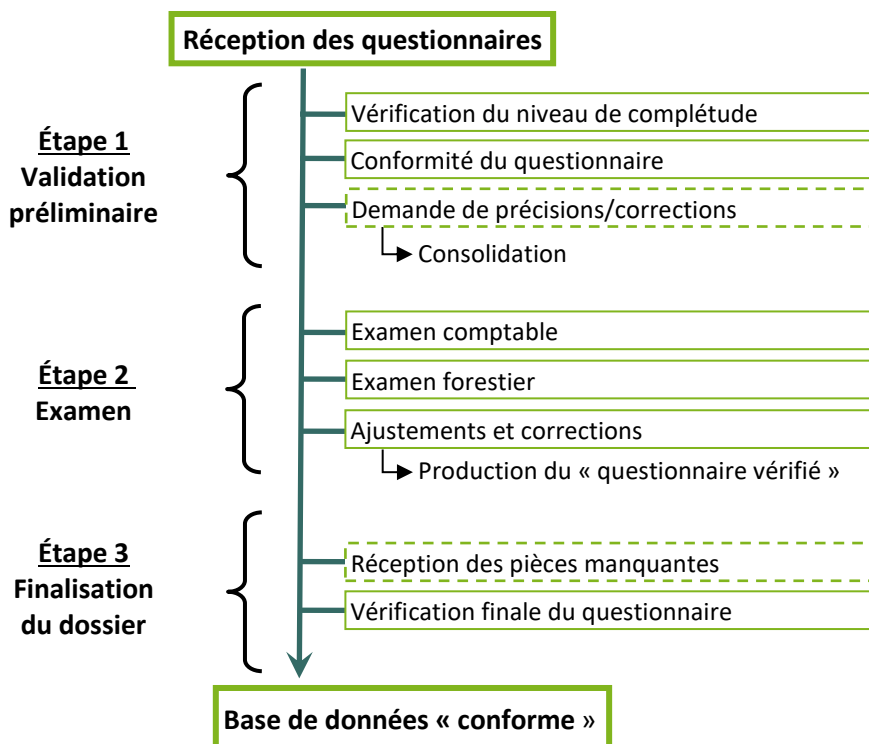 Réception des questionnaires
Étape 1
Validation
préliminaire
Vérification du niveau de complétude
Conformité du questionnaire
Demande de précisions/corrections
Consolidation
Étape 2
Examen
Examen comptable
Examen forestier
Ajustements et corrections
Production du « questionnaire vérifié »
Étape 3
Finalisation
du dossier
Réception des pièces manquantes
Vérification finale du questionnaire
Base de données « conforme »